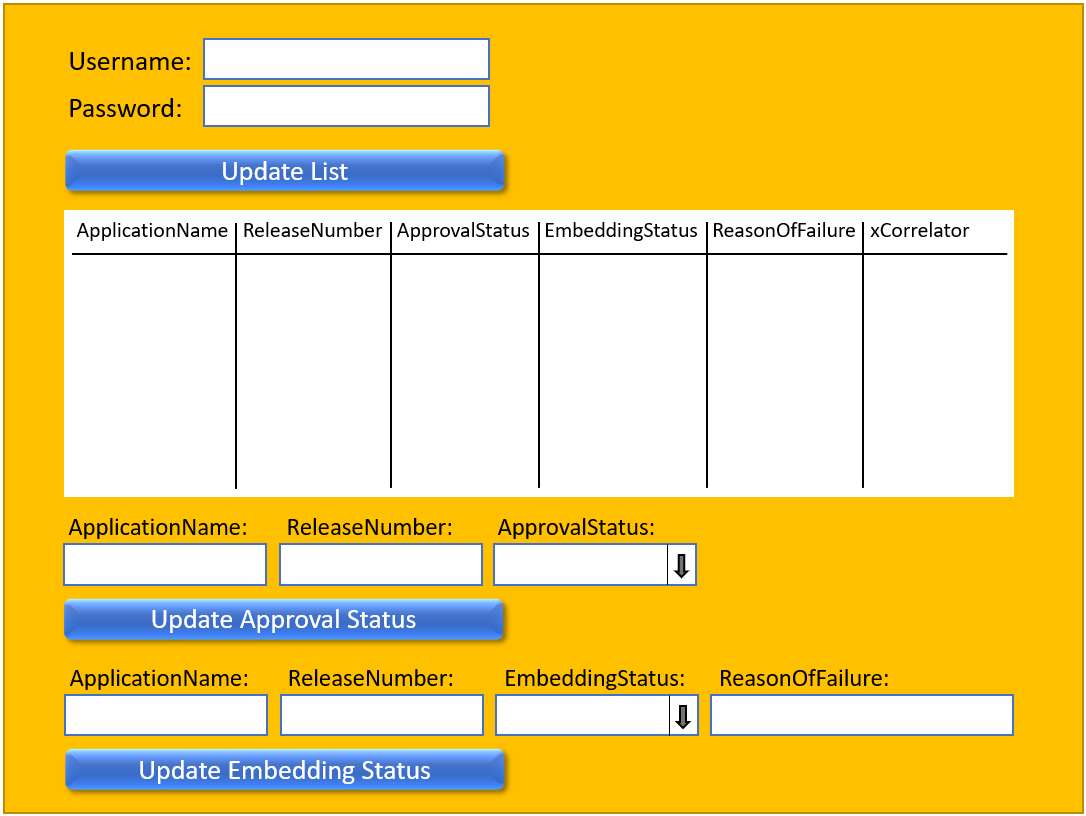 Username:
Password:
Update List
ApplicationName ReleaseNumber ApprovalStatus EmbeddingStatus ReasonOfFailure xCorrelator
ApplicationName: ReleaseNumber: ApprovalStatus:
Update Approval Status
ApplicationName: ReleaseNumber: EmbeddingStatus: ReasonOfFailure:
Update Embedding Status